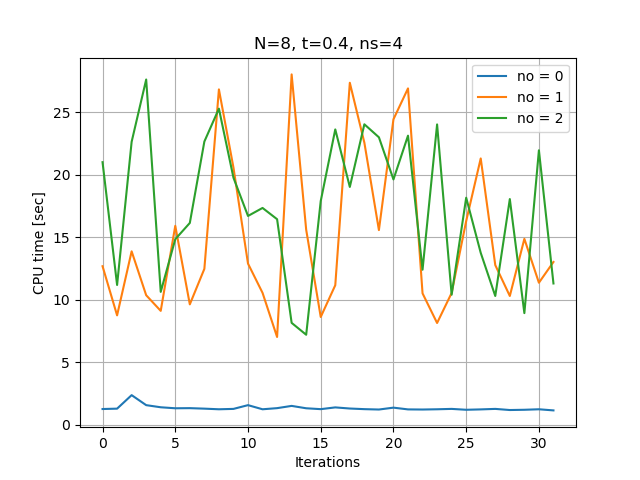 N=8, t=0.4, ns=4
no = 0
no = 1
no = 2
25
20
15
10
5
0
CPU time [sec]
0 5 10 15 20 25 30
Iterations